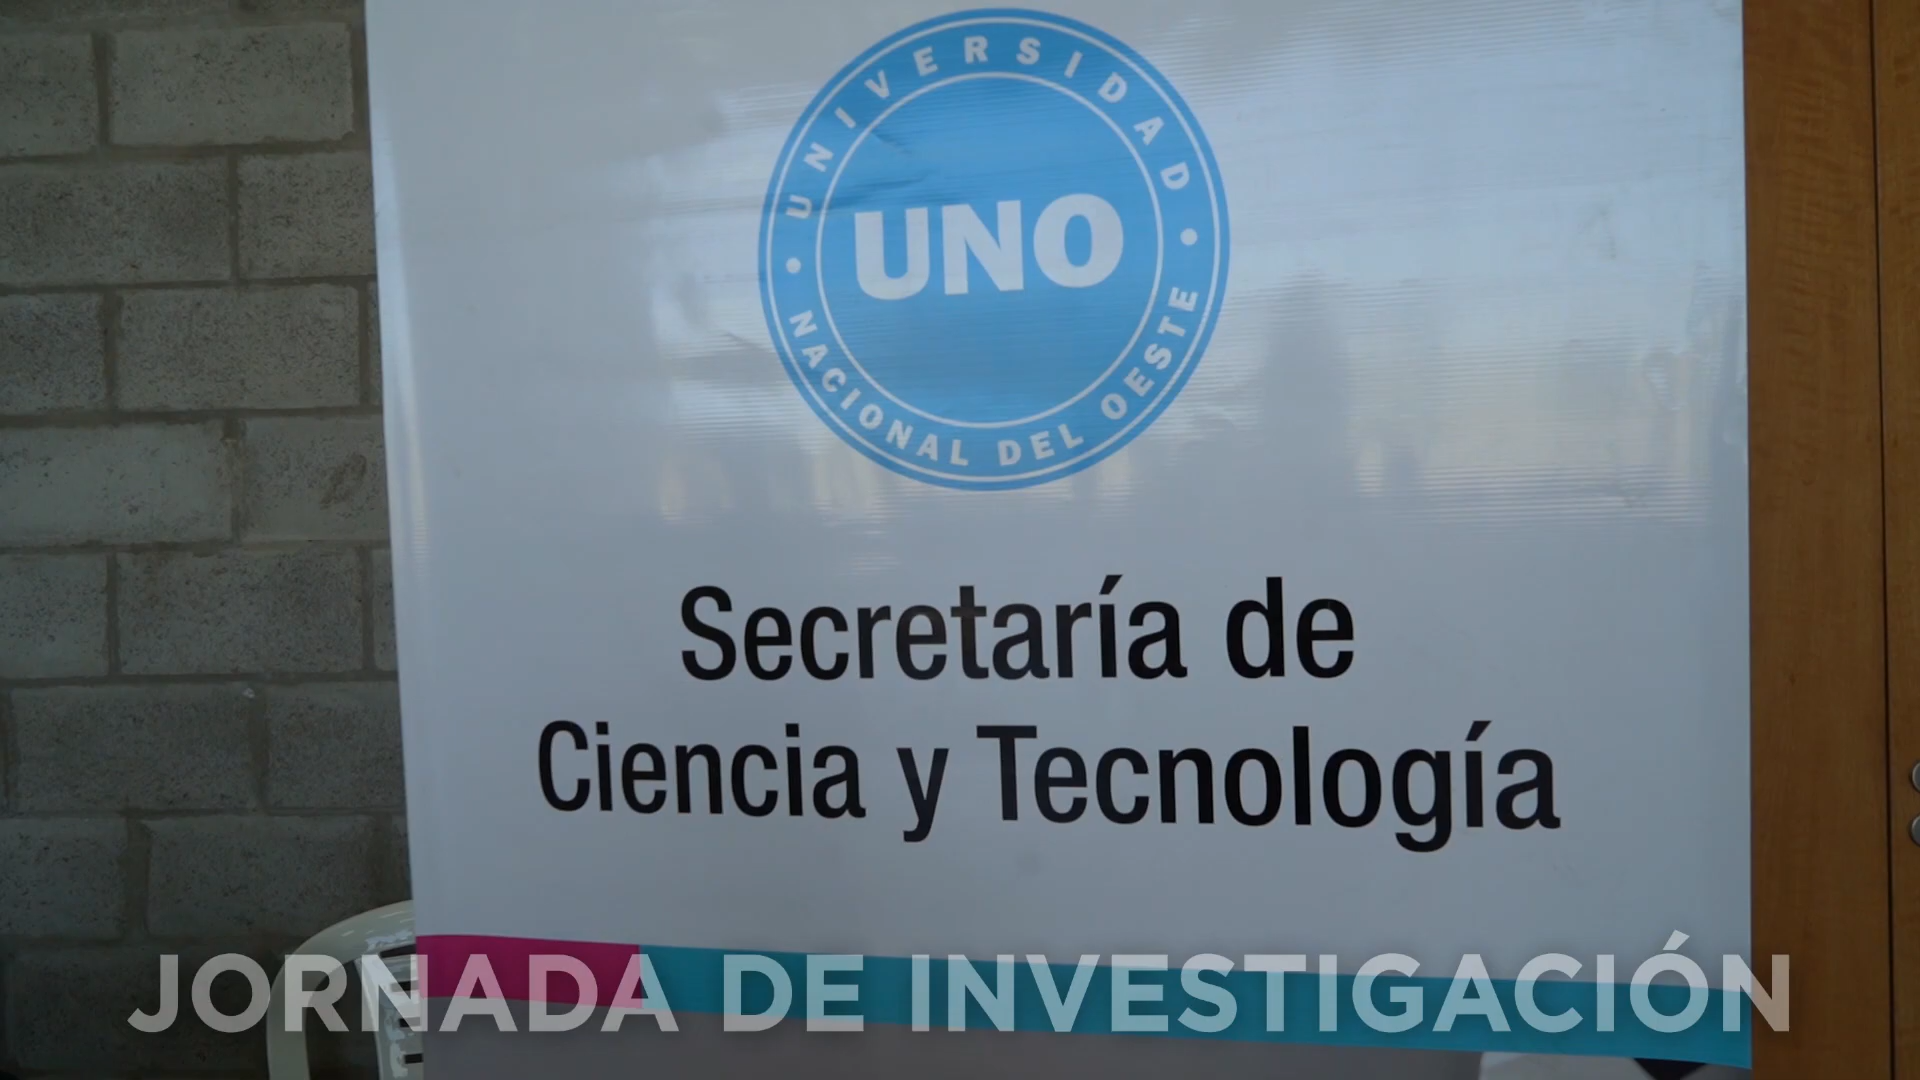 UNIVERSIDAD
UNO
NACIONAL DEL OESTE
Secretaría de
Ciencia y Tecnología
JORNADA DE INVESTIGACIÓN